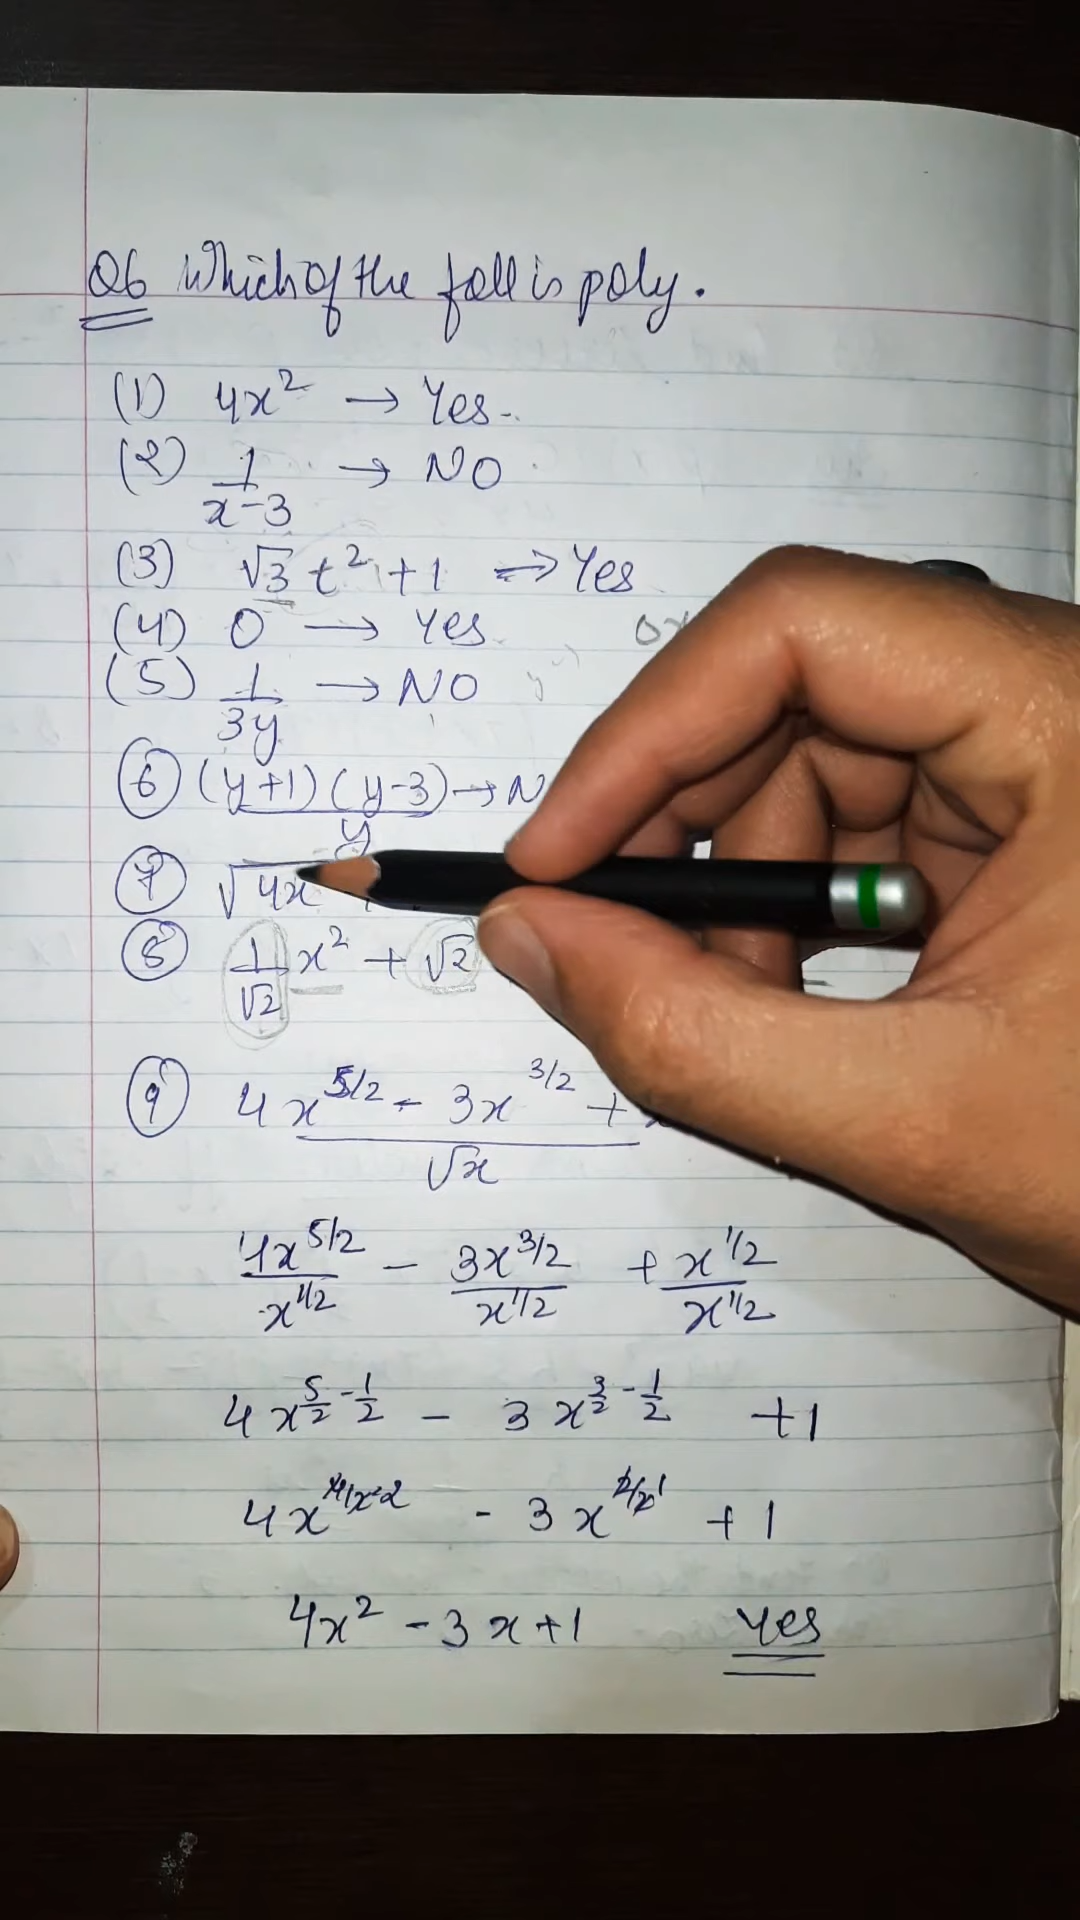 Q6 Which of the foll is poly.
(1) 4x² → Yes.
(2) 1/(x-3) → NO
(3) √3 t² + 1 ⇒ Yes
(4) 0 → Yes 0x
(5) 1/3y → NO
(6) (y+1)(y-3)/y → N
(7) √4x
(8) 1/√2 x² + √2
(9) 4x^5/2 - 3x^3/2 +
√x
4x^5/2 / x^1/2 - 3x^3/2 / x^1/2 + x^1/2 / x^1/2
4x^(5/2 - 1/2) - 3x^(3/2 - 1/2) + 1
4x^4/2=2 - 3x^2/2 1 + 1
4x² - 3x + 1 Yes